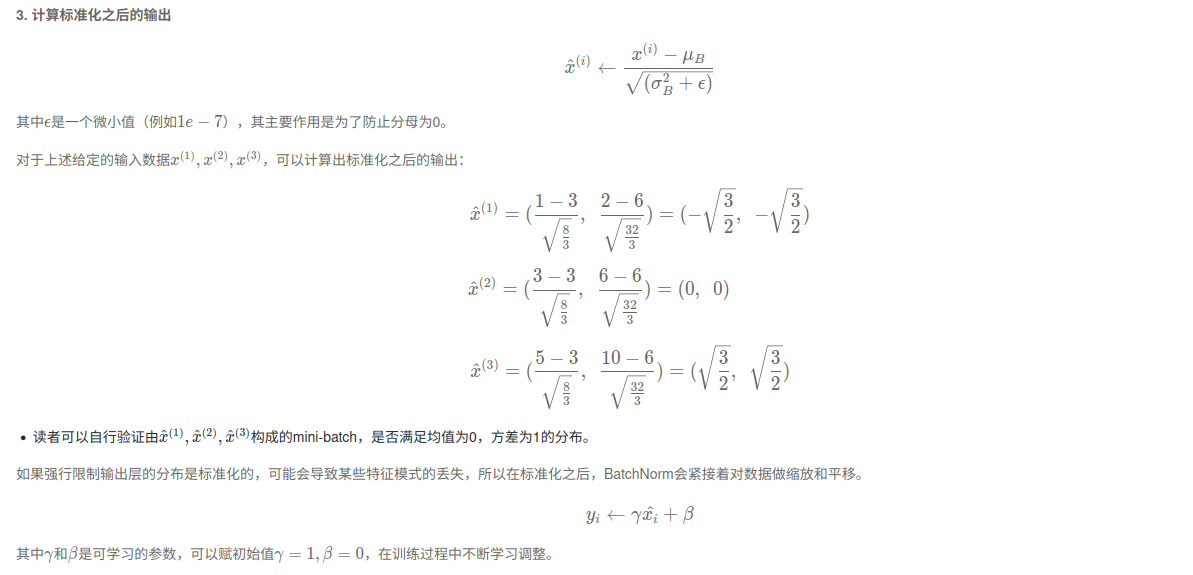 3. 计算标准化之后的输出
$\hat{x}^{(i)} \leftarrow \frac{x^{(i)} - \mu_B}{\sqrt{(\sigma_B^2 + \epsilon)}}$
其中$\epsilon$是一个微小值（例如$1e-7$），其主要作用是为了防止分母为0。
对于上述给定的输入数据$x^{(1)}, x^{(2)}, x^{(3)}$，可以计算出标准化之后的输出：
$\hat{x}^{(1)} = (\frac{1-3}{\sqrt{\frac{8}{3}}}, \frac{2-6}{\sqrt{\frac{32}{3}}}) = (-\sqrt{\frac{3}{2}}, -\sqrt{\frac{3}{2}})$
$\hat{x}^{(2)} = (\frac{3-3}{\sqrt{\frac{8}{3}}}, \frac{6-6}{\sqrt{\frac{32}{3}}}) = (0, 0)$
$\hat{x}^{(3)} = (\frac{5-3}{\sqrt{\frac{8}{3}}}, \frac{10-6}{\sqrt{\frac{32}{3}}}) = (\sqrt{\frac{3}{2}}, \sqrt{\frac{3}{2}})$
• 读者可以自行验证由$\hat{x}^{(1)}, \hat{x}^{(2)}, \hat{x}^{(3)}$构成的mini-batch，是否满足均值为0，方差为1的分布。
如果强行限制输出层的分布是标准化的，可能会导致某些特征模式的丢失，所以在标准化之后，BatchNorm会紧接着对数据做缩放和平移。
$y_i \leftarrow \gamma \hat{x_i} + \beta$
其中$\gamma$和$\beta$是可学习的参数，可以赋初始值$\gamma = 1, \beta = 0$，在训练过程中不断学习调整。